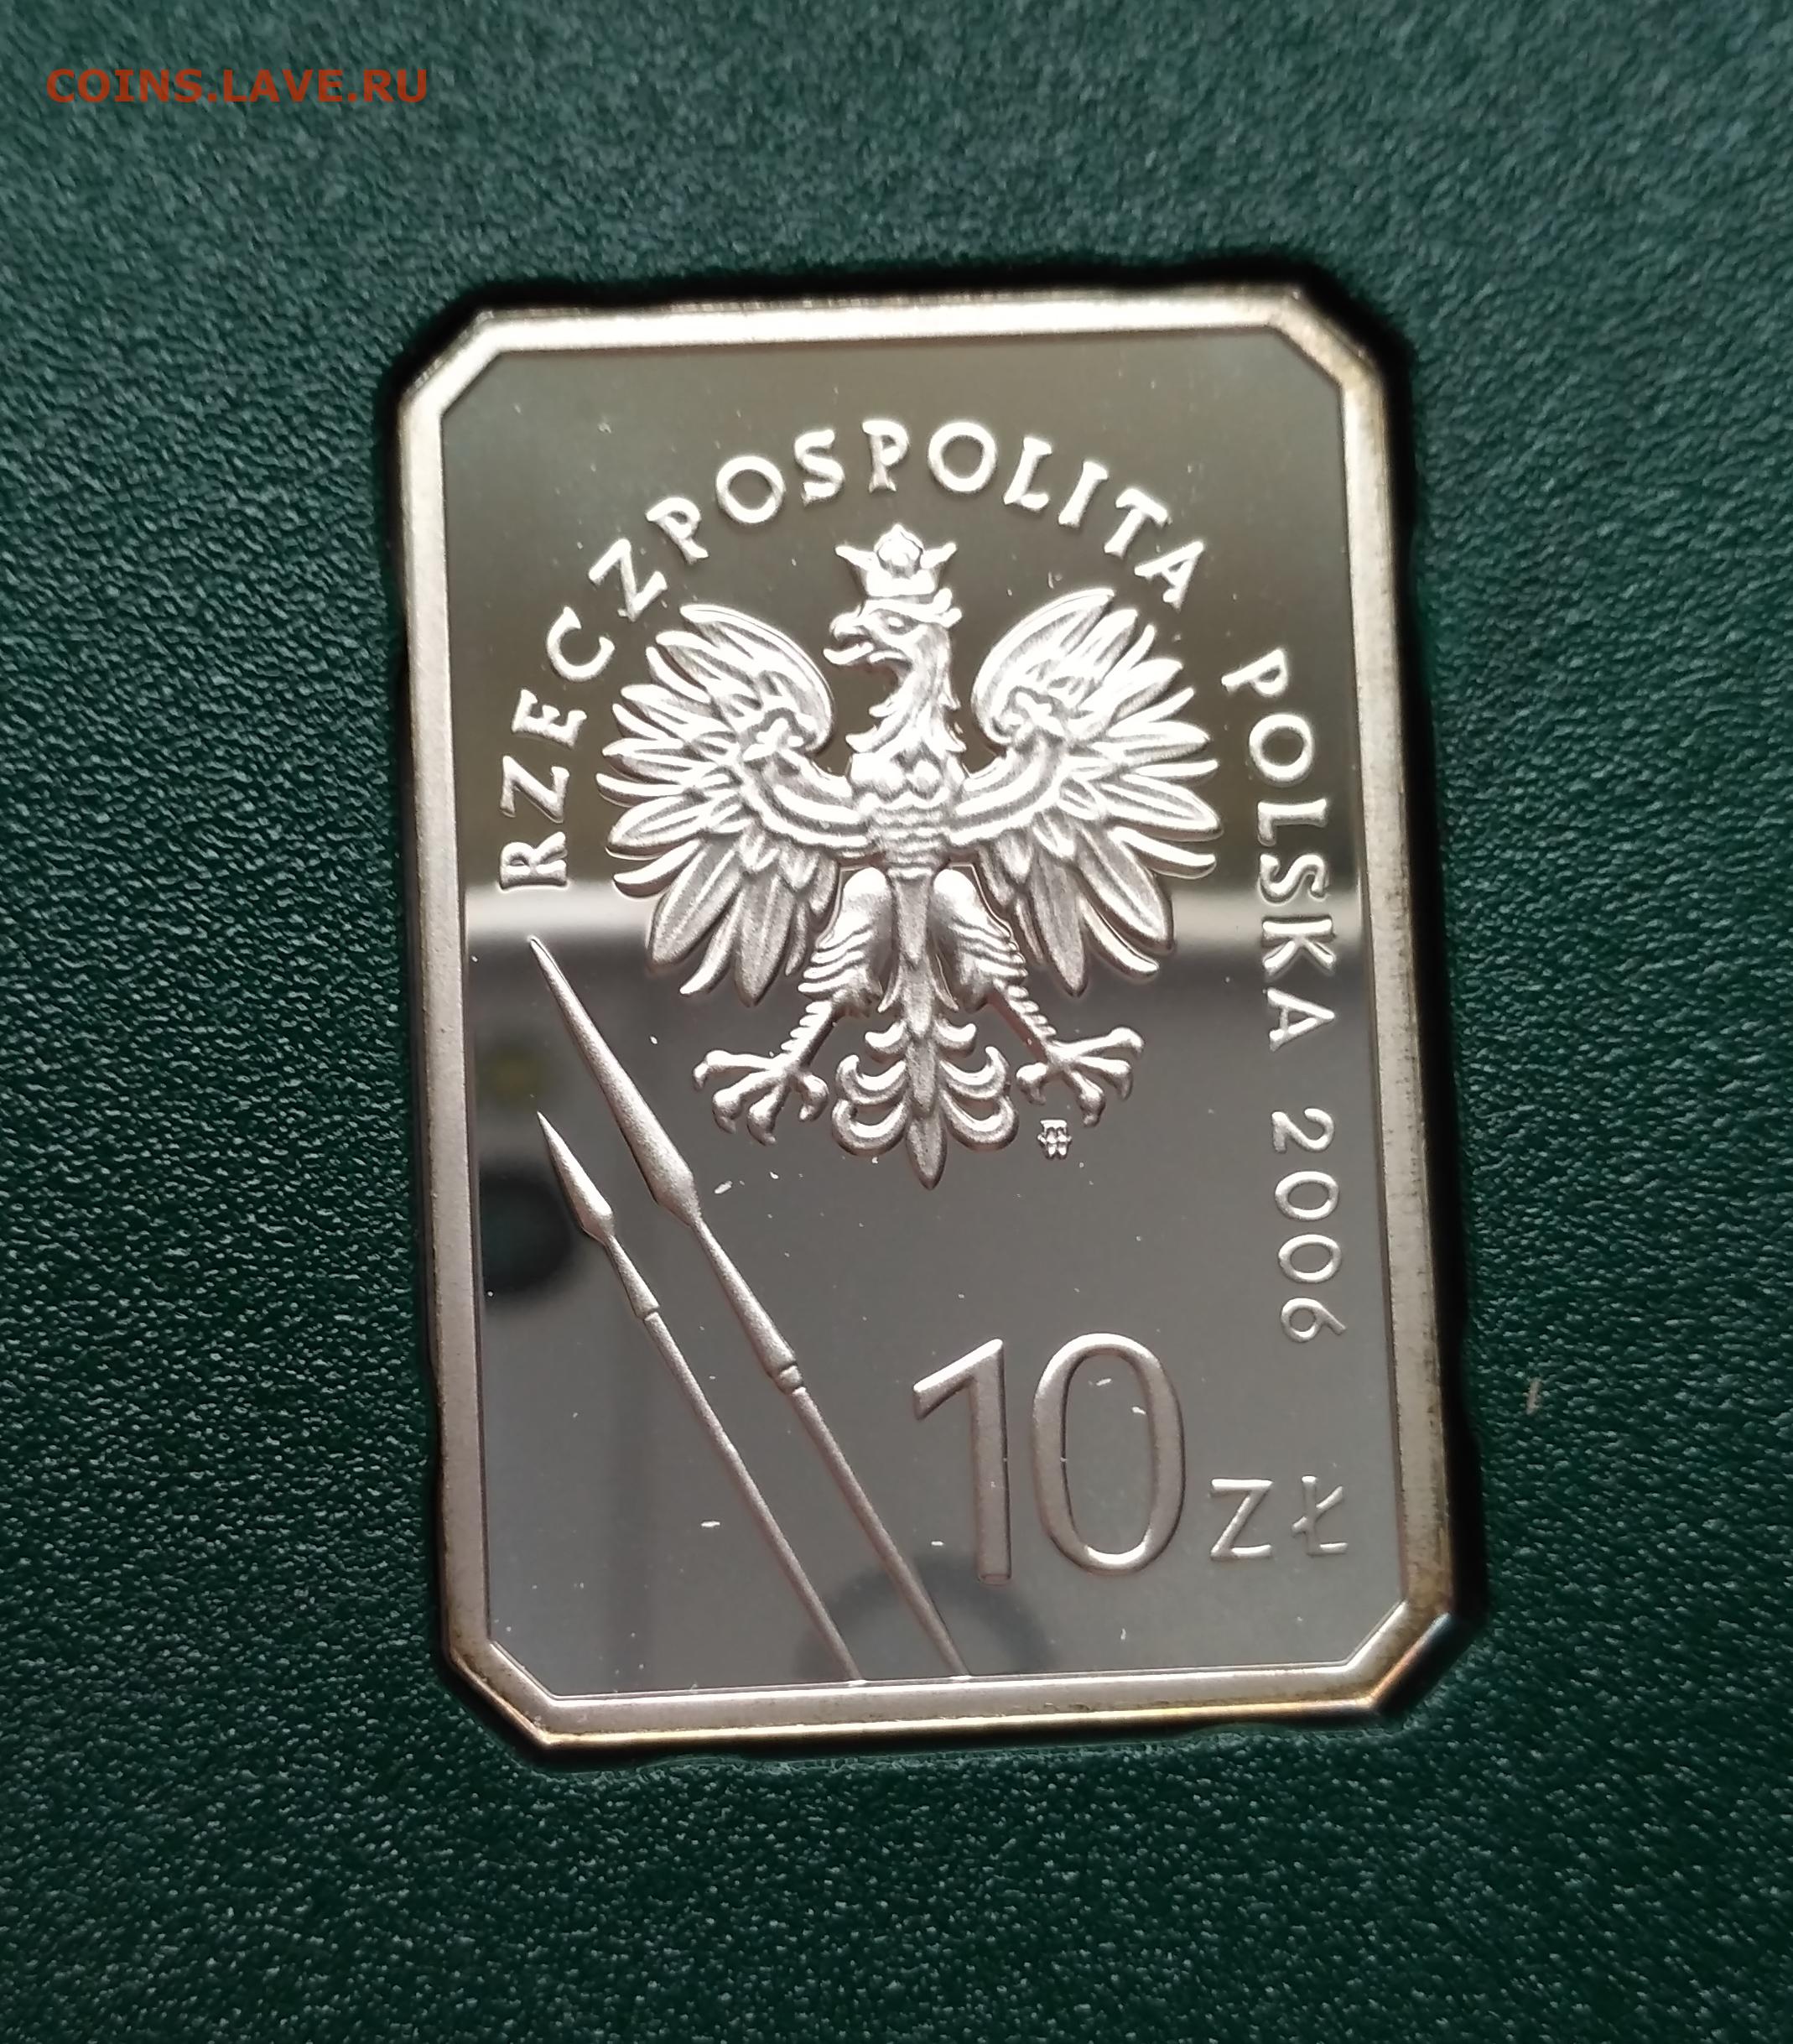 COINS.LAVE.RU
RZECZPOSPOLITA POLSKA 2006
10 ZŁ